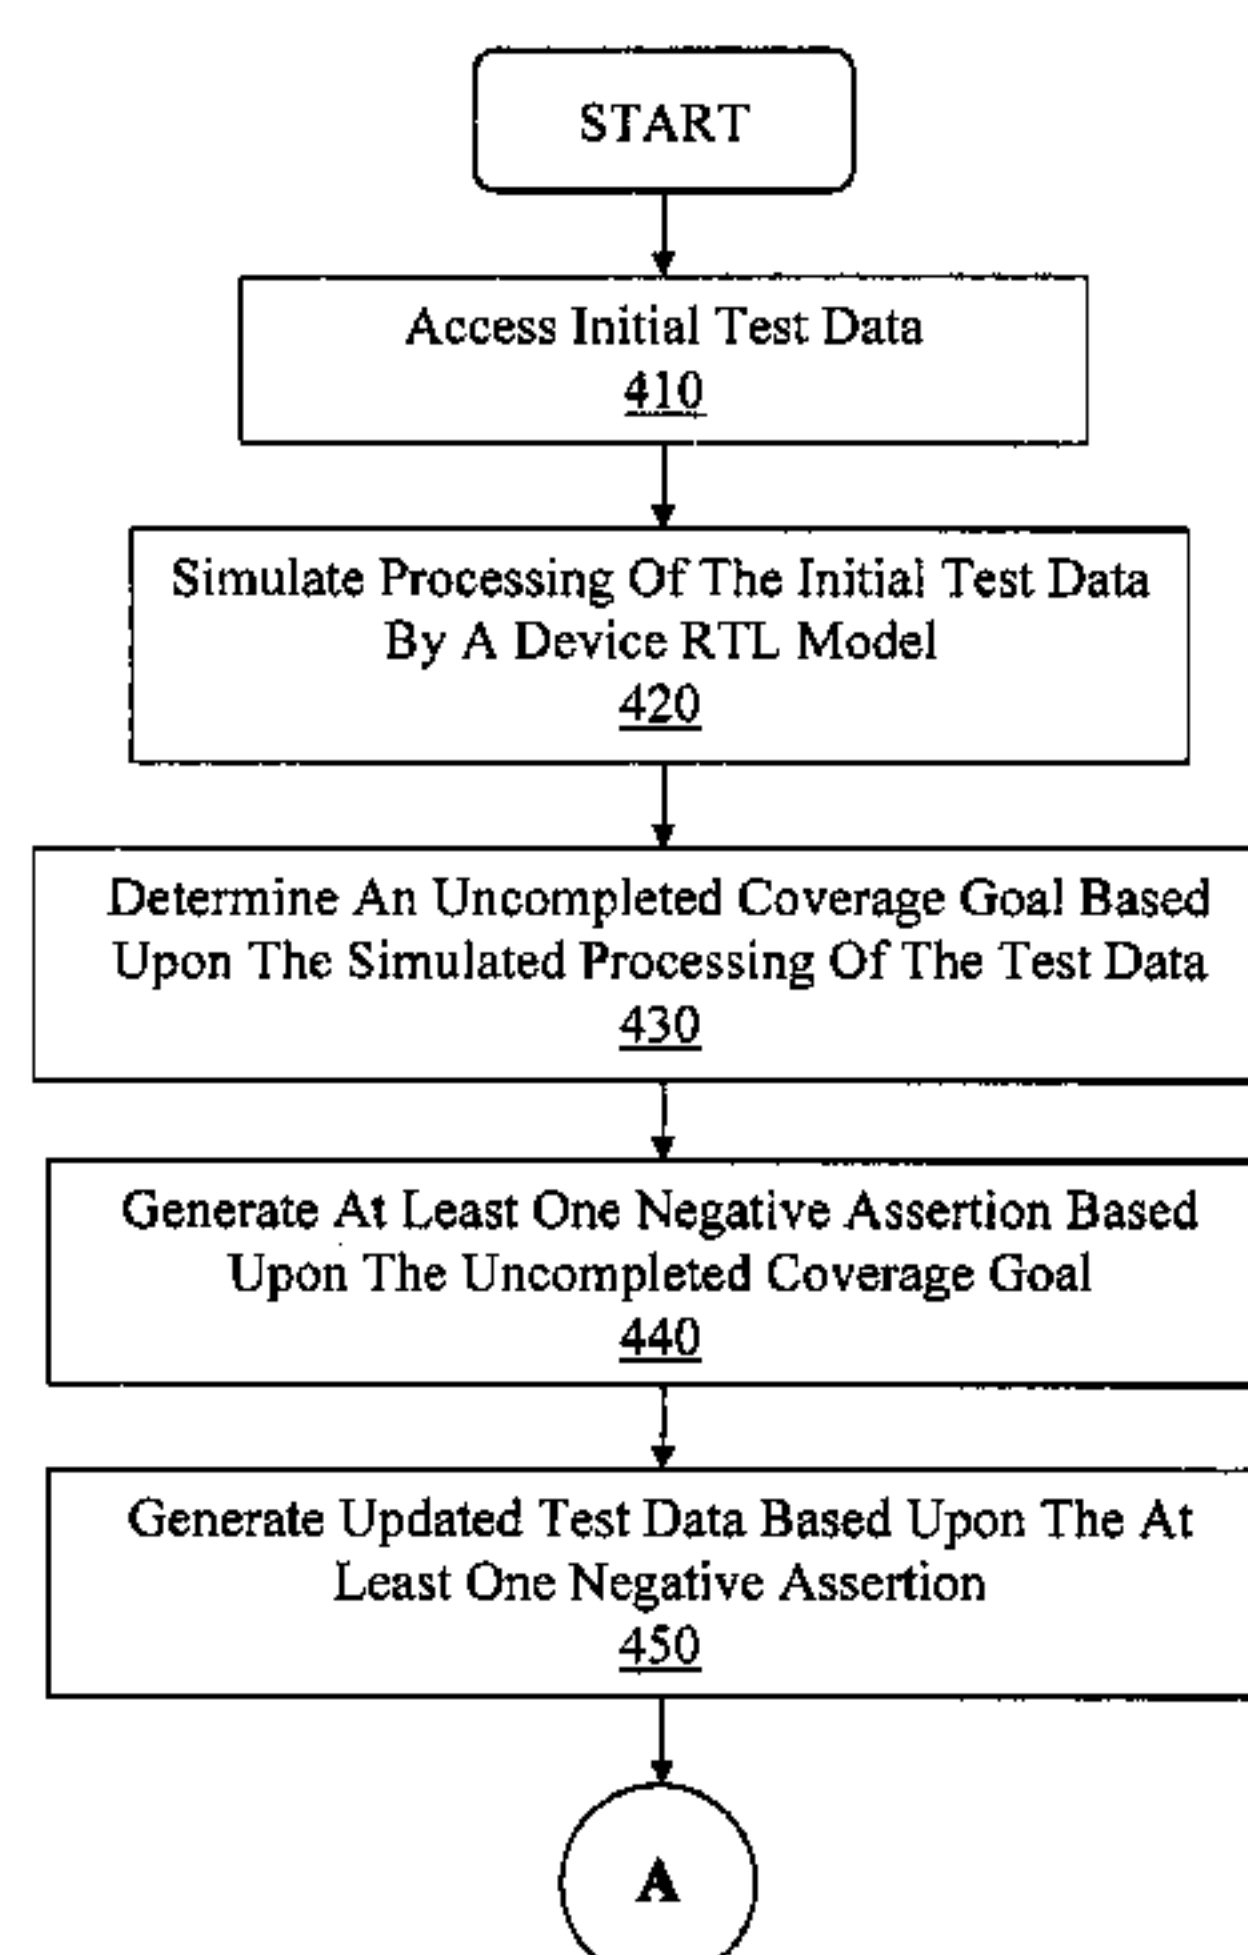 START
Access Initial Test Data
410
Simulate Processing Of The Initial Test Data
By A Device RTL Model
420
Determine An Uncompleted Coverage Goal Based
Upon The Simulated Processing Of The Test Data
430
Generate At Least One Negative Assertion Based
Upon The Uncompleted Coverage Goal
440
Generate Updated Test Data Based Upon The At
Least One Negative Assertion
450
A